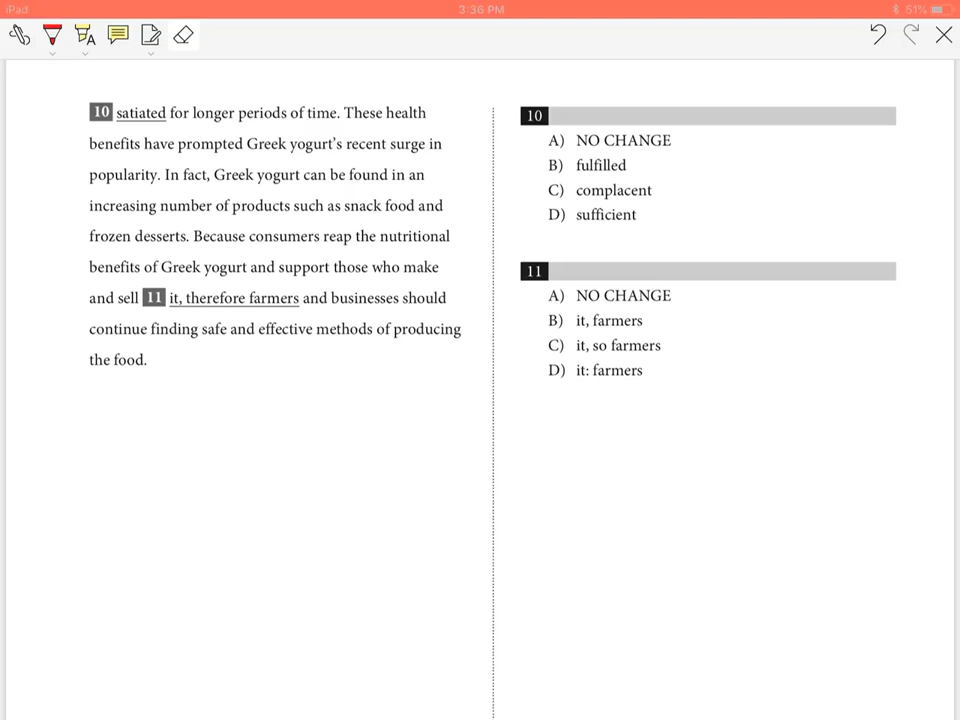 iPad
3:36 PM
51%
10 satiated for longer periods of time. These health
benefits have prompted Greek yogurt’s recent surge in
popularity. In fact, Greek yogurt can be found in an
increasing number of products such as snack food and
frozen desserts. Because consumers reap the nutritional
benefits of Greek yogurt and support those who make
and sell 11 it, therefore farmers and businesses should
continue finding safe and effective methods of producing
the food.
10
A) NO CHANGE
B) fulfilled
C) complacent
D) sufficient
11
A) NO CHANGE
B) it, farmers
C) it, so farmers
D) it: farmers